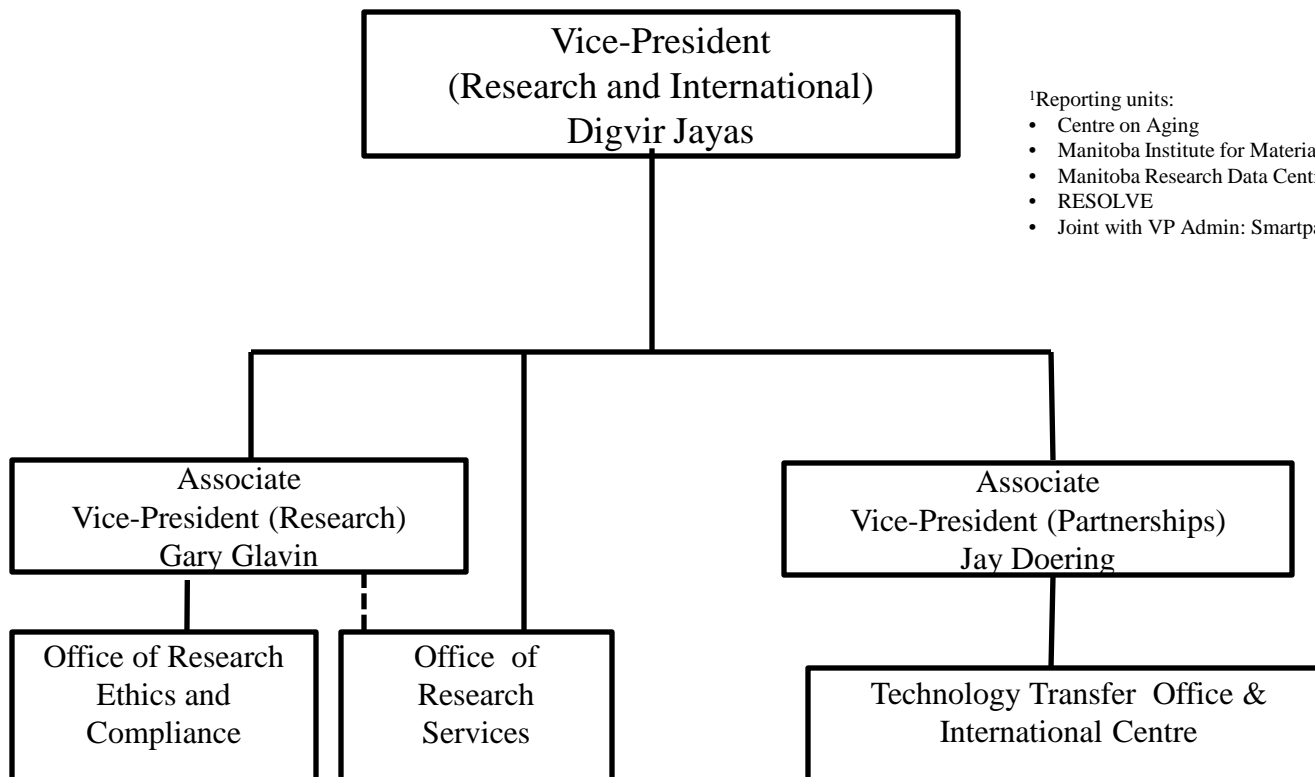 Vice-President
(Research and International)
Digvir Jayas
¹Reporting units:
• Centre on Aging
• Manitoba Institute for
• Manitoba Research Data
• RESOLVE
• Joint with VP Admin:
Associate
Vice-President (Research)
Gary Glavin
Associate
Vice-President (Partnerships)
Jay Doering
Office of Research
Ethics and
Compliance
Office of
Research
Services
Technology Transfer Office &
International Centre